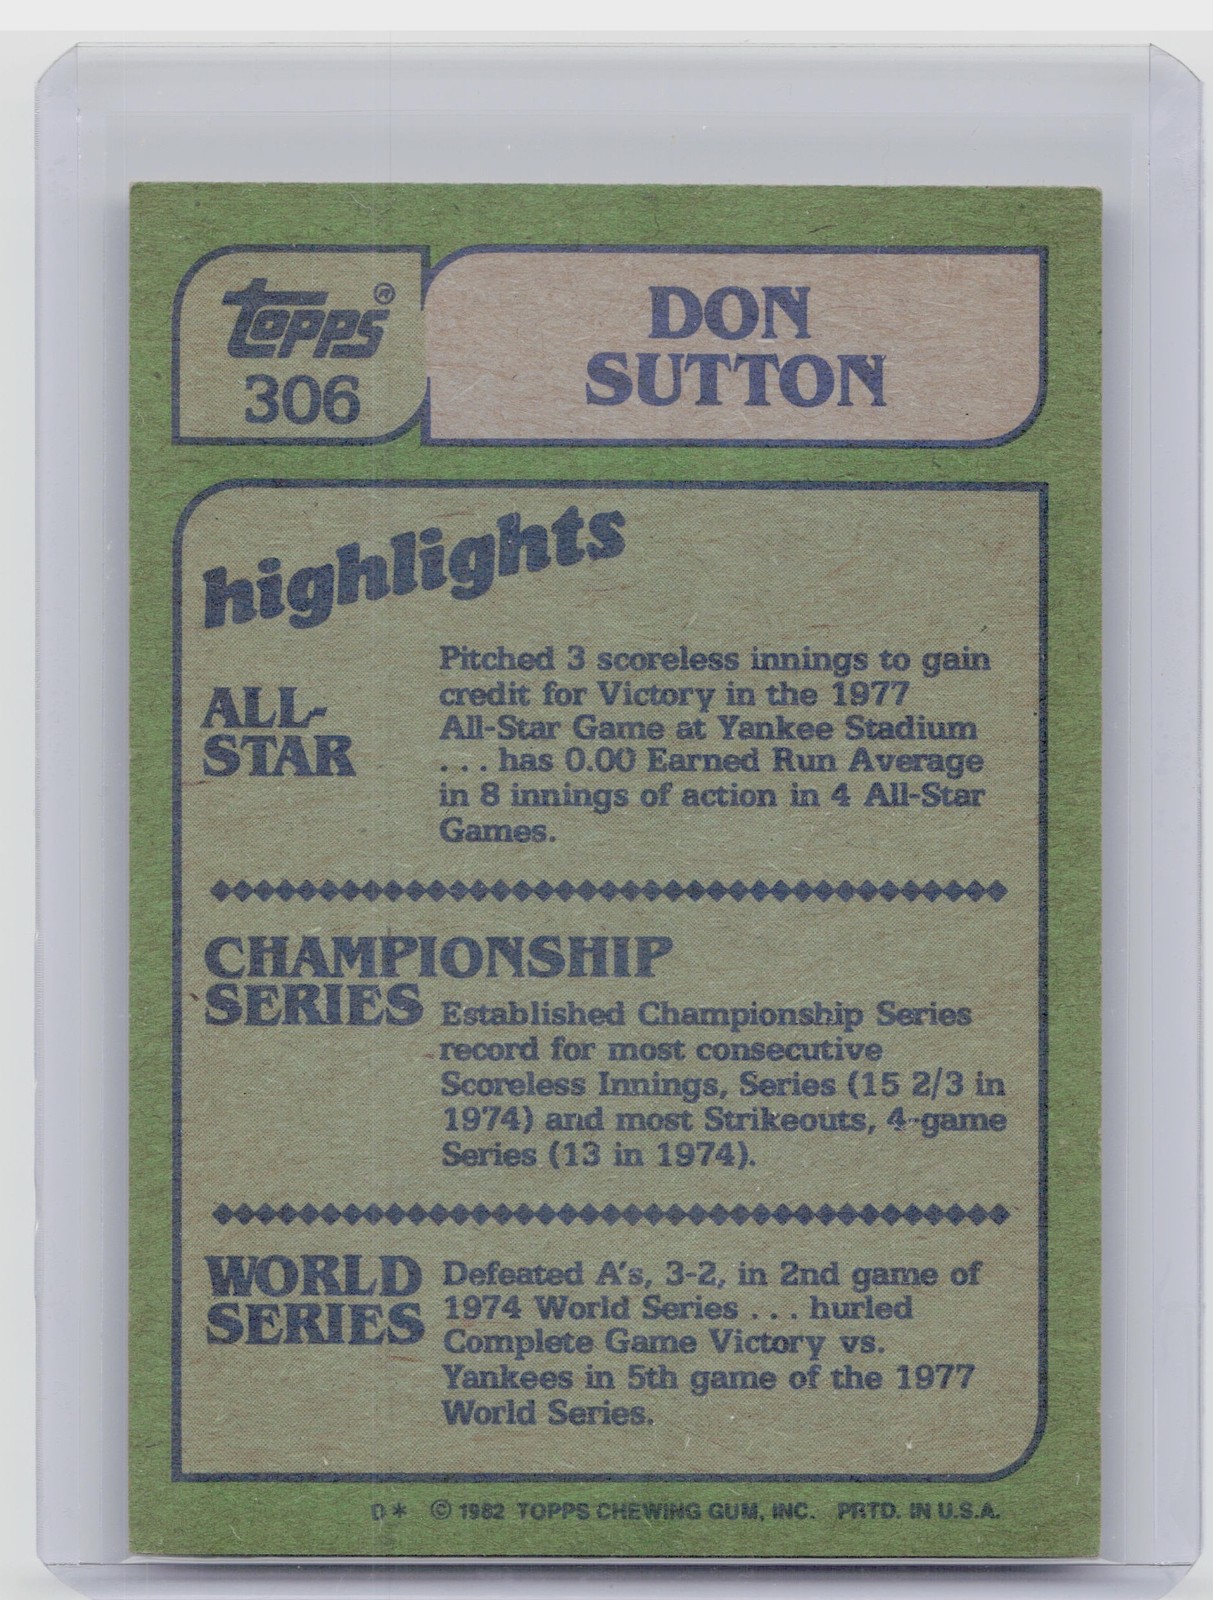 topps®
306
DON
SUTTON
highlights
ALL-
STAR
Pitched 3 scoreless innings to gain
credit for Victory in the 1977
All-Star Game at Yankee Stadium
. . . has 0.00 Earned Run Average
in 8 innings of action in 4 All-Star
Games.
CHAMPIONSHIP
SERIES
Established Championship Series
record for most consecutive
Scoreless Innings, Series (15 2/3 in
1974) and most Strikeouts, 4-game
Series (13 in 1974).
WORLD
SERIES
Defeated A's, 3-2, in 2nd game of
1974 World Series . . . hurled
Complete Game Victory vs.
Yankees in 5th game of the 1977
World Series.
D* © 1982 TOPPS CHEWING GUM, INC. PRTD. IN U.S.A.